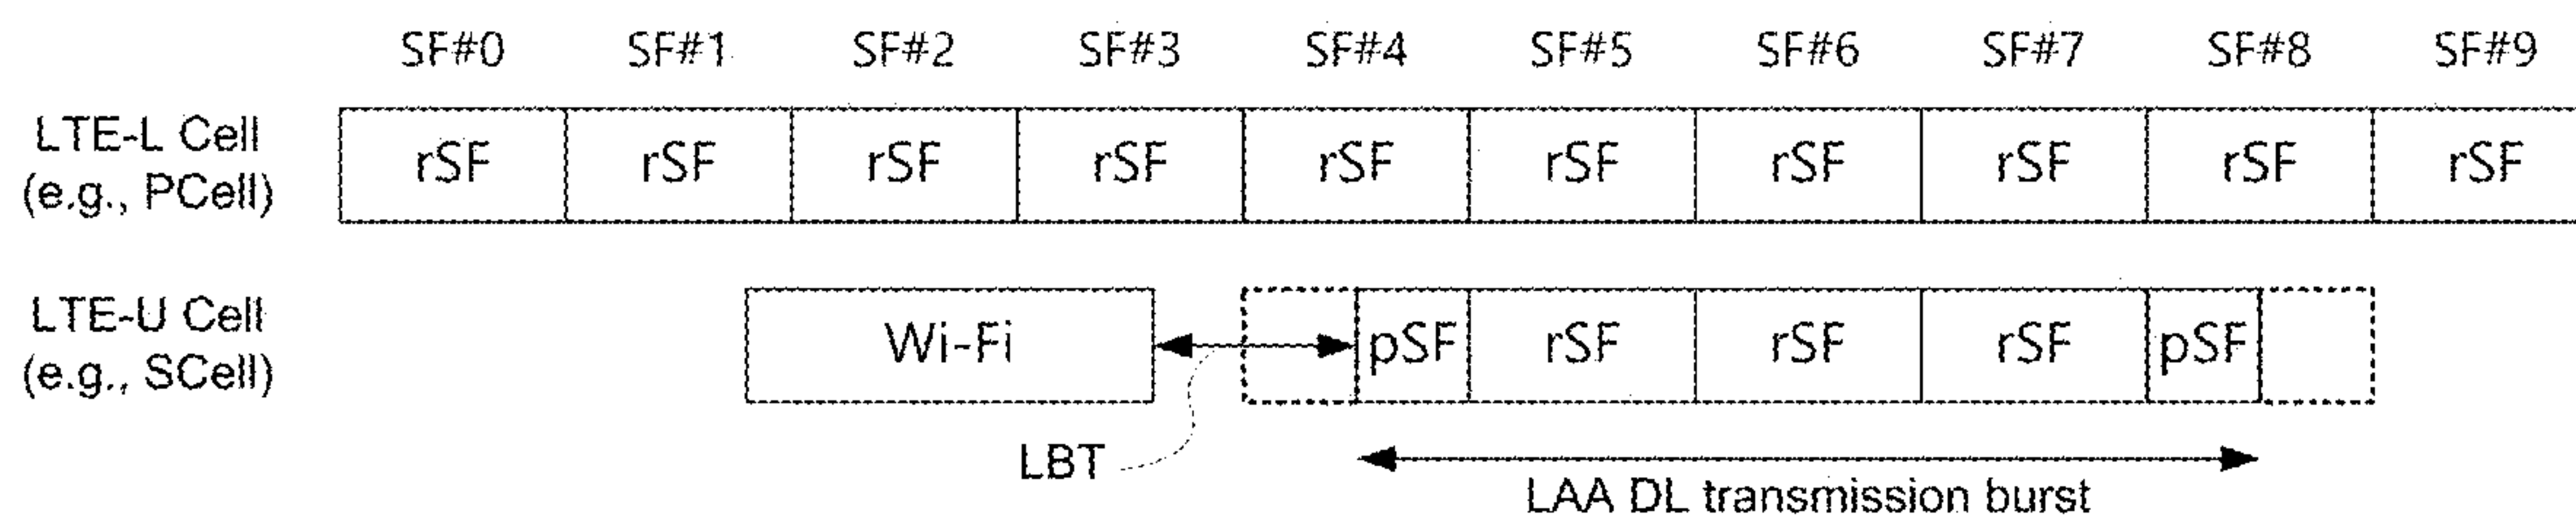 SF#0 SF#1 SF#2 SF#3 SF#4 SF#5 SF#6 SF#7 SF#8 SF#9
LTE-L Cell
(e.g., PCell)
rSF rSF rSF rSF rSF rSF rSF rSF rSF rSF
LTE-U Cell
(e.g., SCell)
Wi-Fi pSF rSF rSF rSF pSF
LBT
LAA DL transmission burst